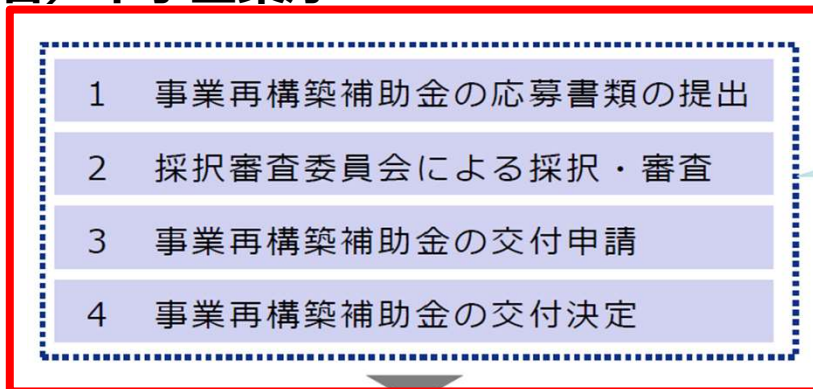 1 事業再構築補助金の応募書類の提出
2 採択審査委員会による採択・審査
3 事業再構築補助金の交付申請
4 事業再構築補助金の交付決定